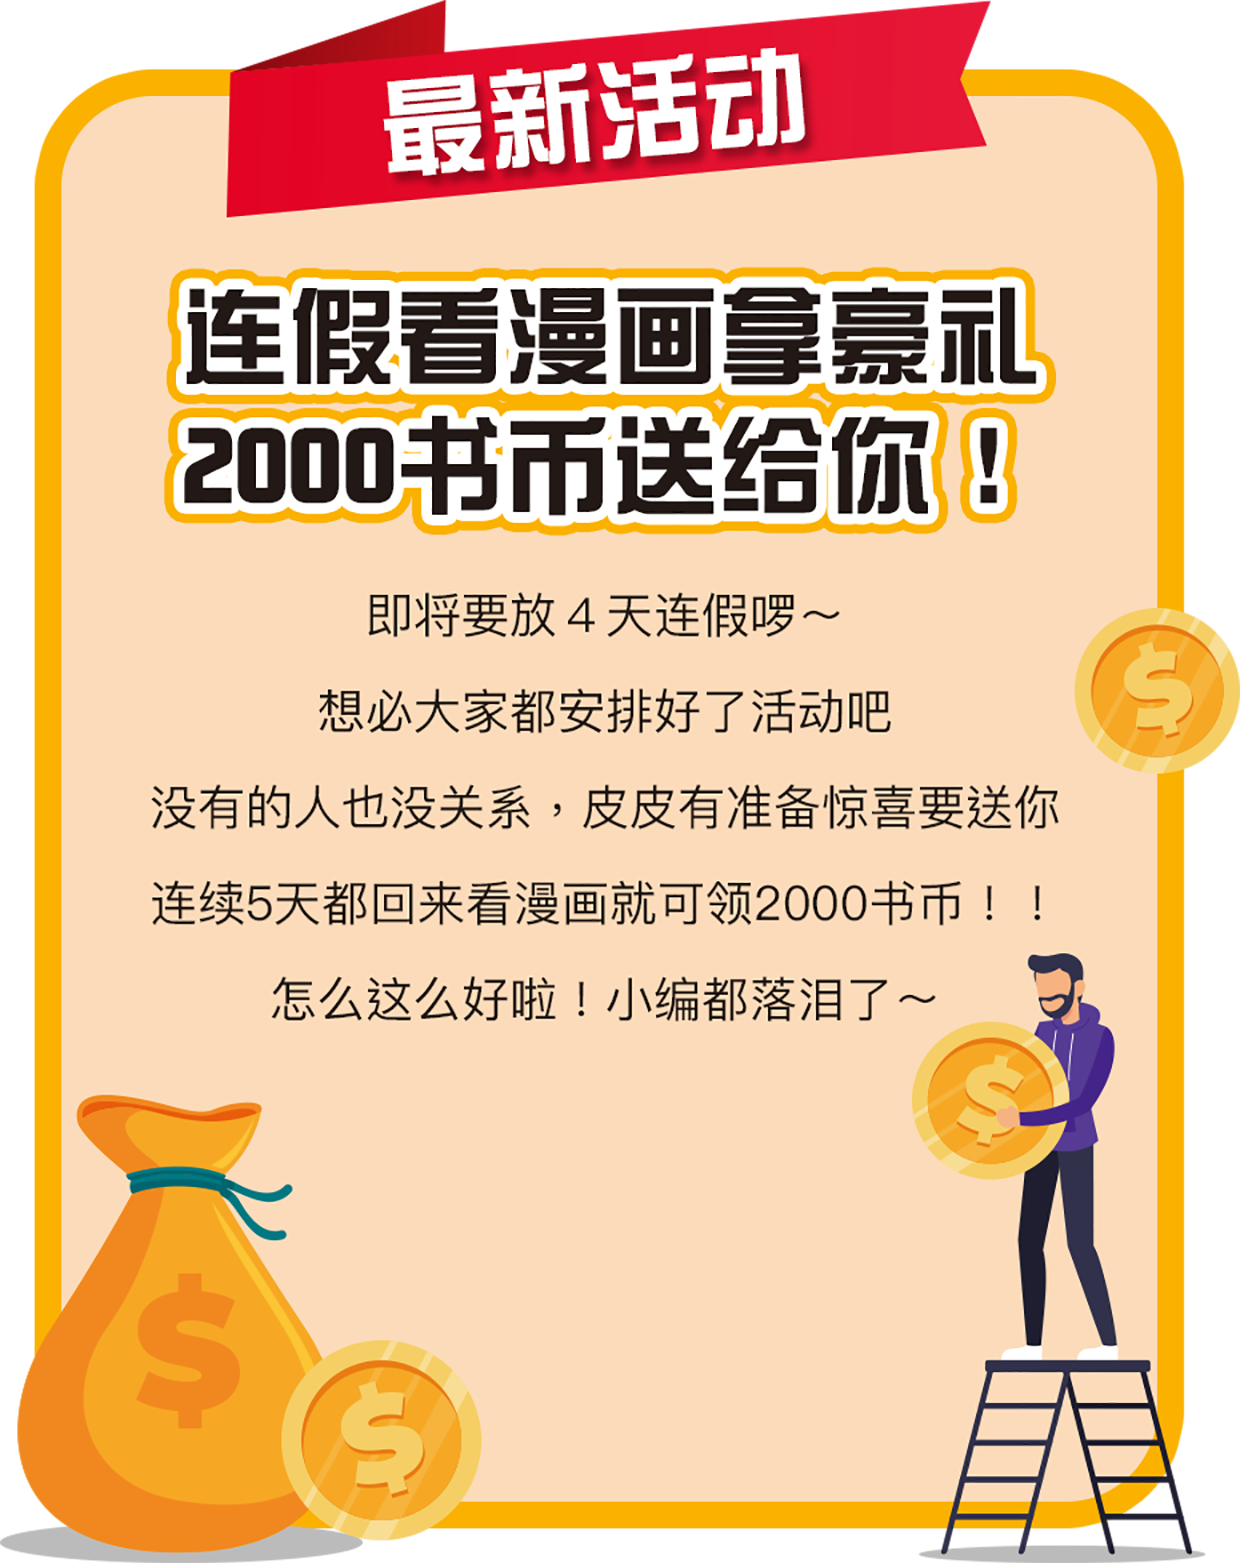 最新活动
连假看漫画拿豪礼
2000书币送给你！
即将要放4天连假啰～
想必大家都安排好了活动吧
没有的人也没关系，皮皮有准备惊喜要送你
连续5天都回来看漫画就可领2000书币！！
怎么这么好啦！小编都落泪了～
$
$
$
$